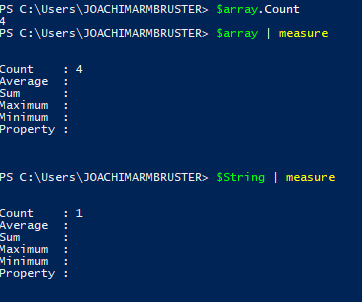 PS C:\Users\JOACHIMARMBRUSTER> $array.Count
4
PS C:\Users\JOACHIMARMBRUSTER> $array | measure
Count    : 4
Average  :
Sum      :
Maximum  :
Minimum  :
Property :
PS C:\Users\JOACHIMARMBRUSTER> $String | measure
Count    : 1
Average  :
Sum      :
Maximum  :
Minimum  :
Property :